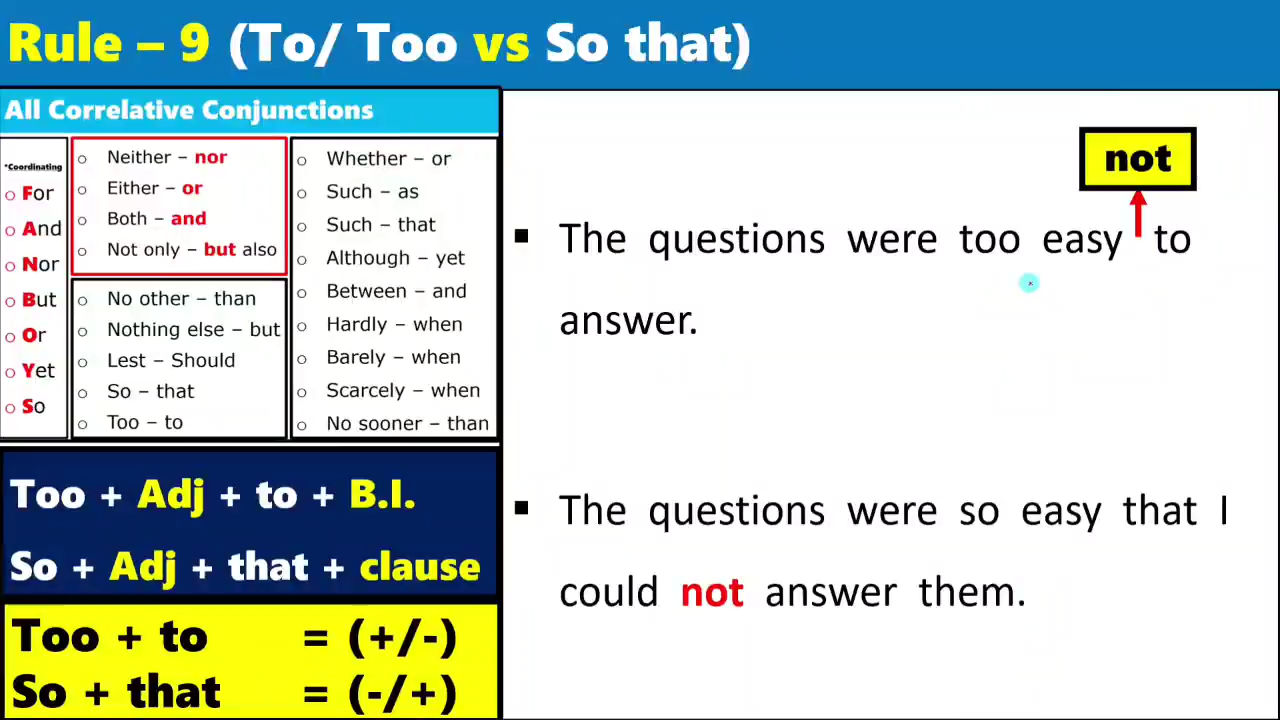 Rule – 9 (To/ Too vs So that)
All Correlative Conjunctions
*Coordinating
For
And
Nor
But
Or
Yet
So
Neither – nor
Either – or
Both – and
Not only – but also
No other – than
Nothing else – but
Lest – Should
So – that
Too – to
Whether – or
Such – as
Such – that
Although – yet
Between – and
Hardly – when
Barely – when
Scarcely – when
No sooner – than
Too + Adj + to + B.I.
So + Adj + that + clause
Too + to = (+/-)
So + that = (-/+)
not
The questions were too easy to
answer.
The questions were so easy that I
could not answer them.